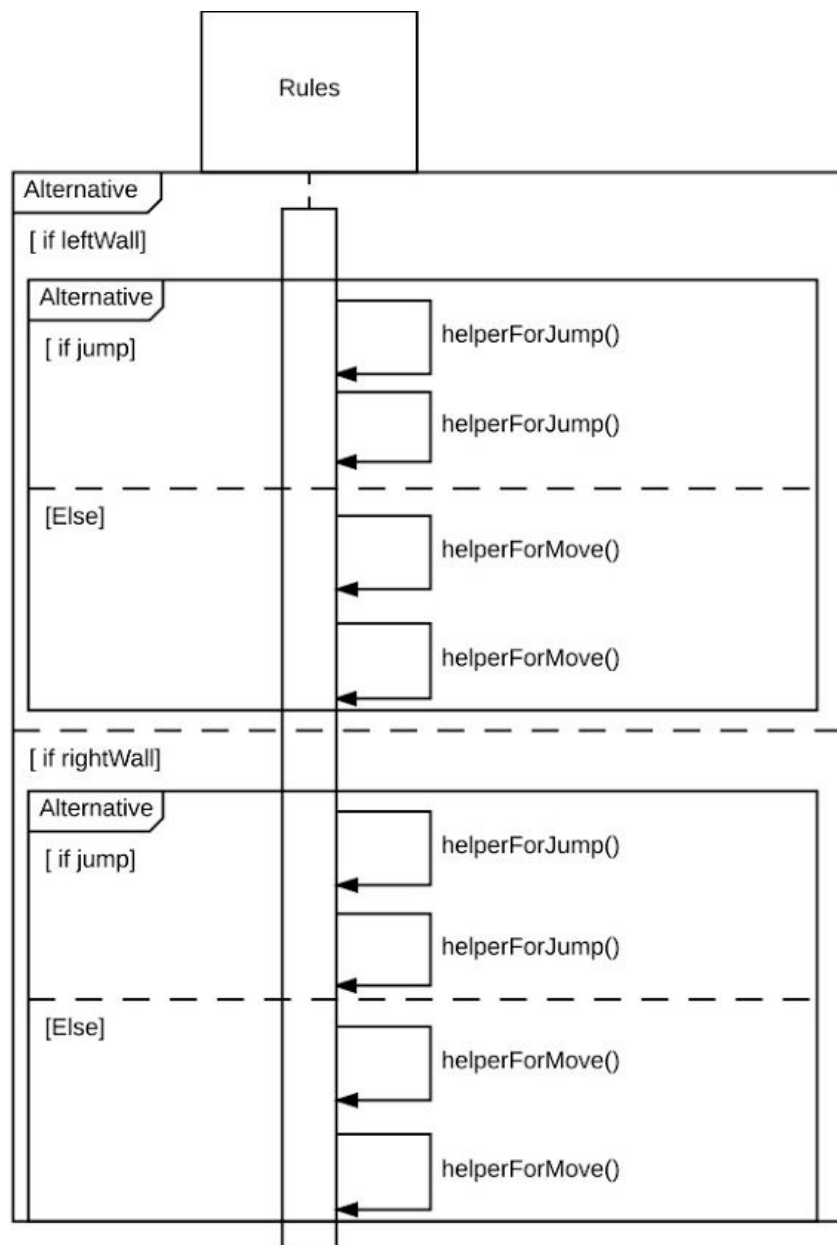 Rules
Alternative
[ if leftWall]
Alternative
[ if jump]
helperForJump()
helperForJump()
[Else]
helperForMove()
helperForMove()
[ if rightWall]
Alternative
[ if jump]
helperForJump()
helperForJump()
[Else]
helperForMove()
helperForMove()